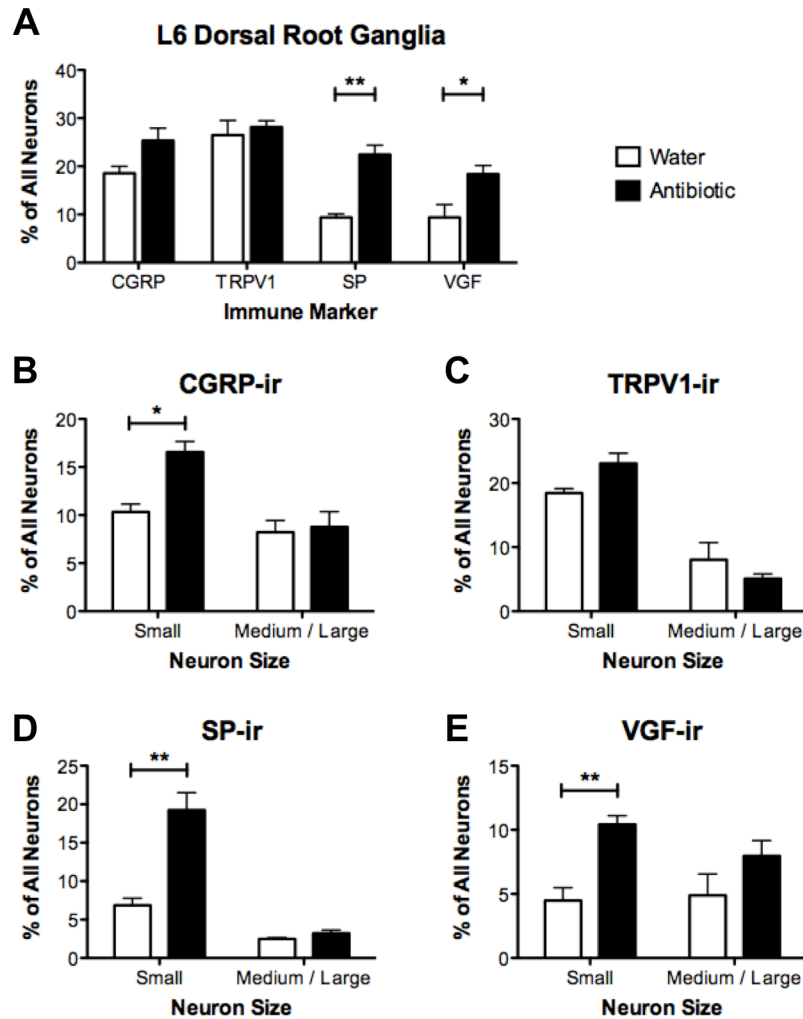 A
L6 Dorsal Root Ganglia
% of All Neurons
40
30
20
10
0
**
*
CGRP
TRPV1
SP
VGF
Immune Marker
Water
Antibiotic
B
CGRP-ir
% of All Neurons
20
15
10
5
0
*
Small
Medium / Large
Neuron Size
C
TRPV1-ir
% of All Neurons
30
20
10
0
Small
Medium / Large
Neuron Size
D
SP-ir
% of All Neurons
25
20
15
10
5
0
**
Small
Medium / Large
Neuron Size
E
VGF-ir
% of All Neurons
15
10
5
0
**
Small
Medium / Large
Neuron Size